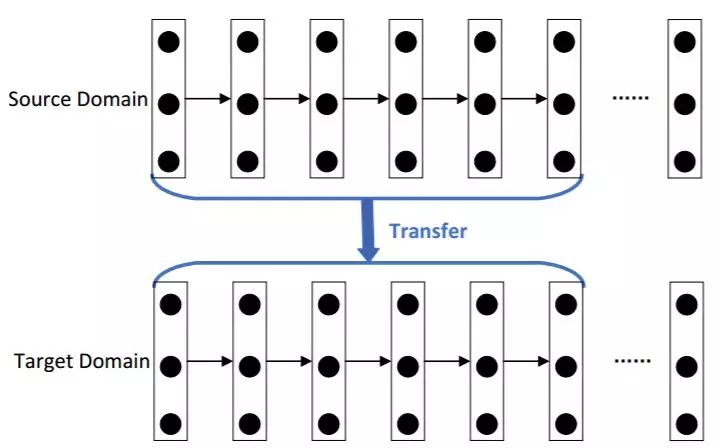 Source Domain
......
Transfer
Target Domain
......